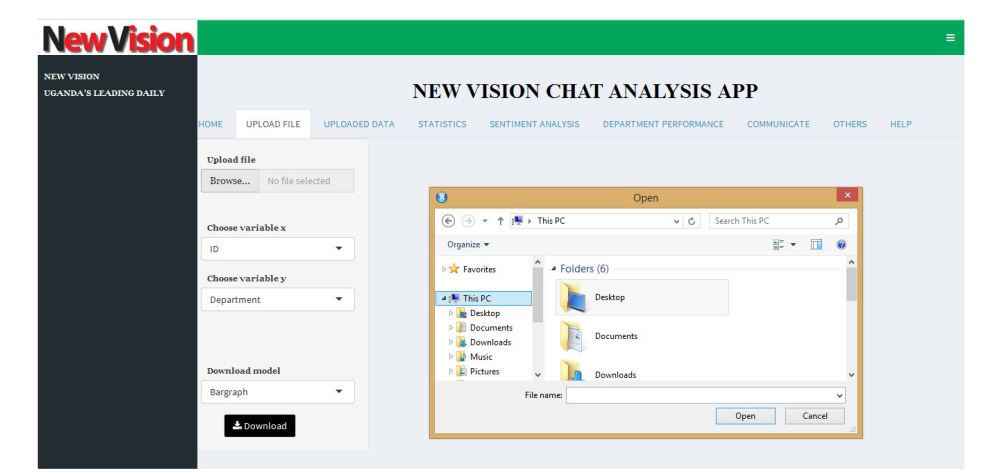 New Vision
NEW VISION
UGANDA'S LEADING DAILY
NEW VISION CHAT ANALYSIS APP
HOME UPLOAD FILE UPLOADED DATA STATISTICS SENTIMENT ANALYSIS DEPARTMENT PERFORMANCE COMMUNICATE OTHERS HELP
Upload file
Browse... No file selected
Choose variable x
ID
Choose variable y
Department
Download model
Bargraph
Download
Open
This PC Search This PC
Organize
Favorites
This PC
Desktop
Documents
Downloads
Music
Pictures
Folders (6)
Desktop
Documents
Downloads
File name:
Open Cancel